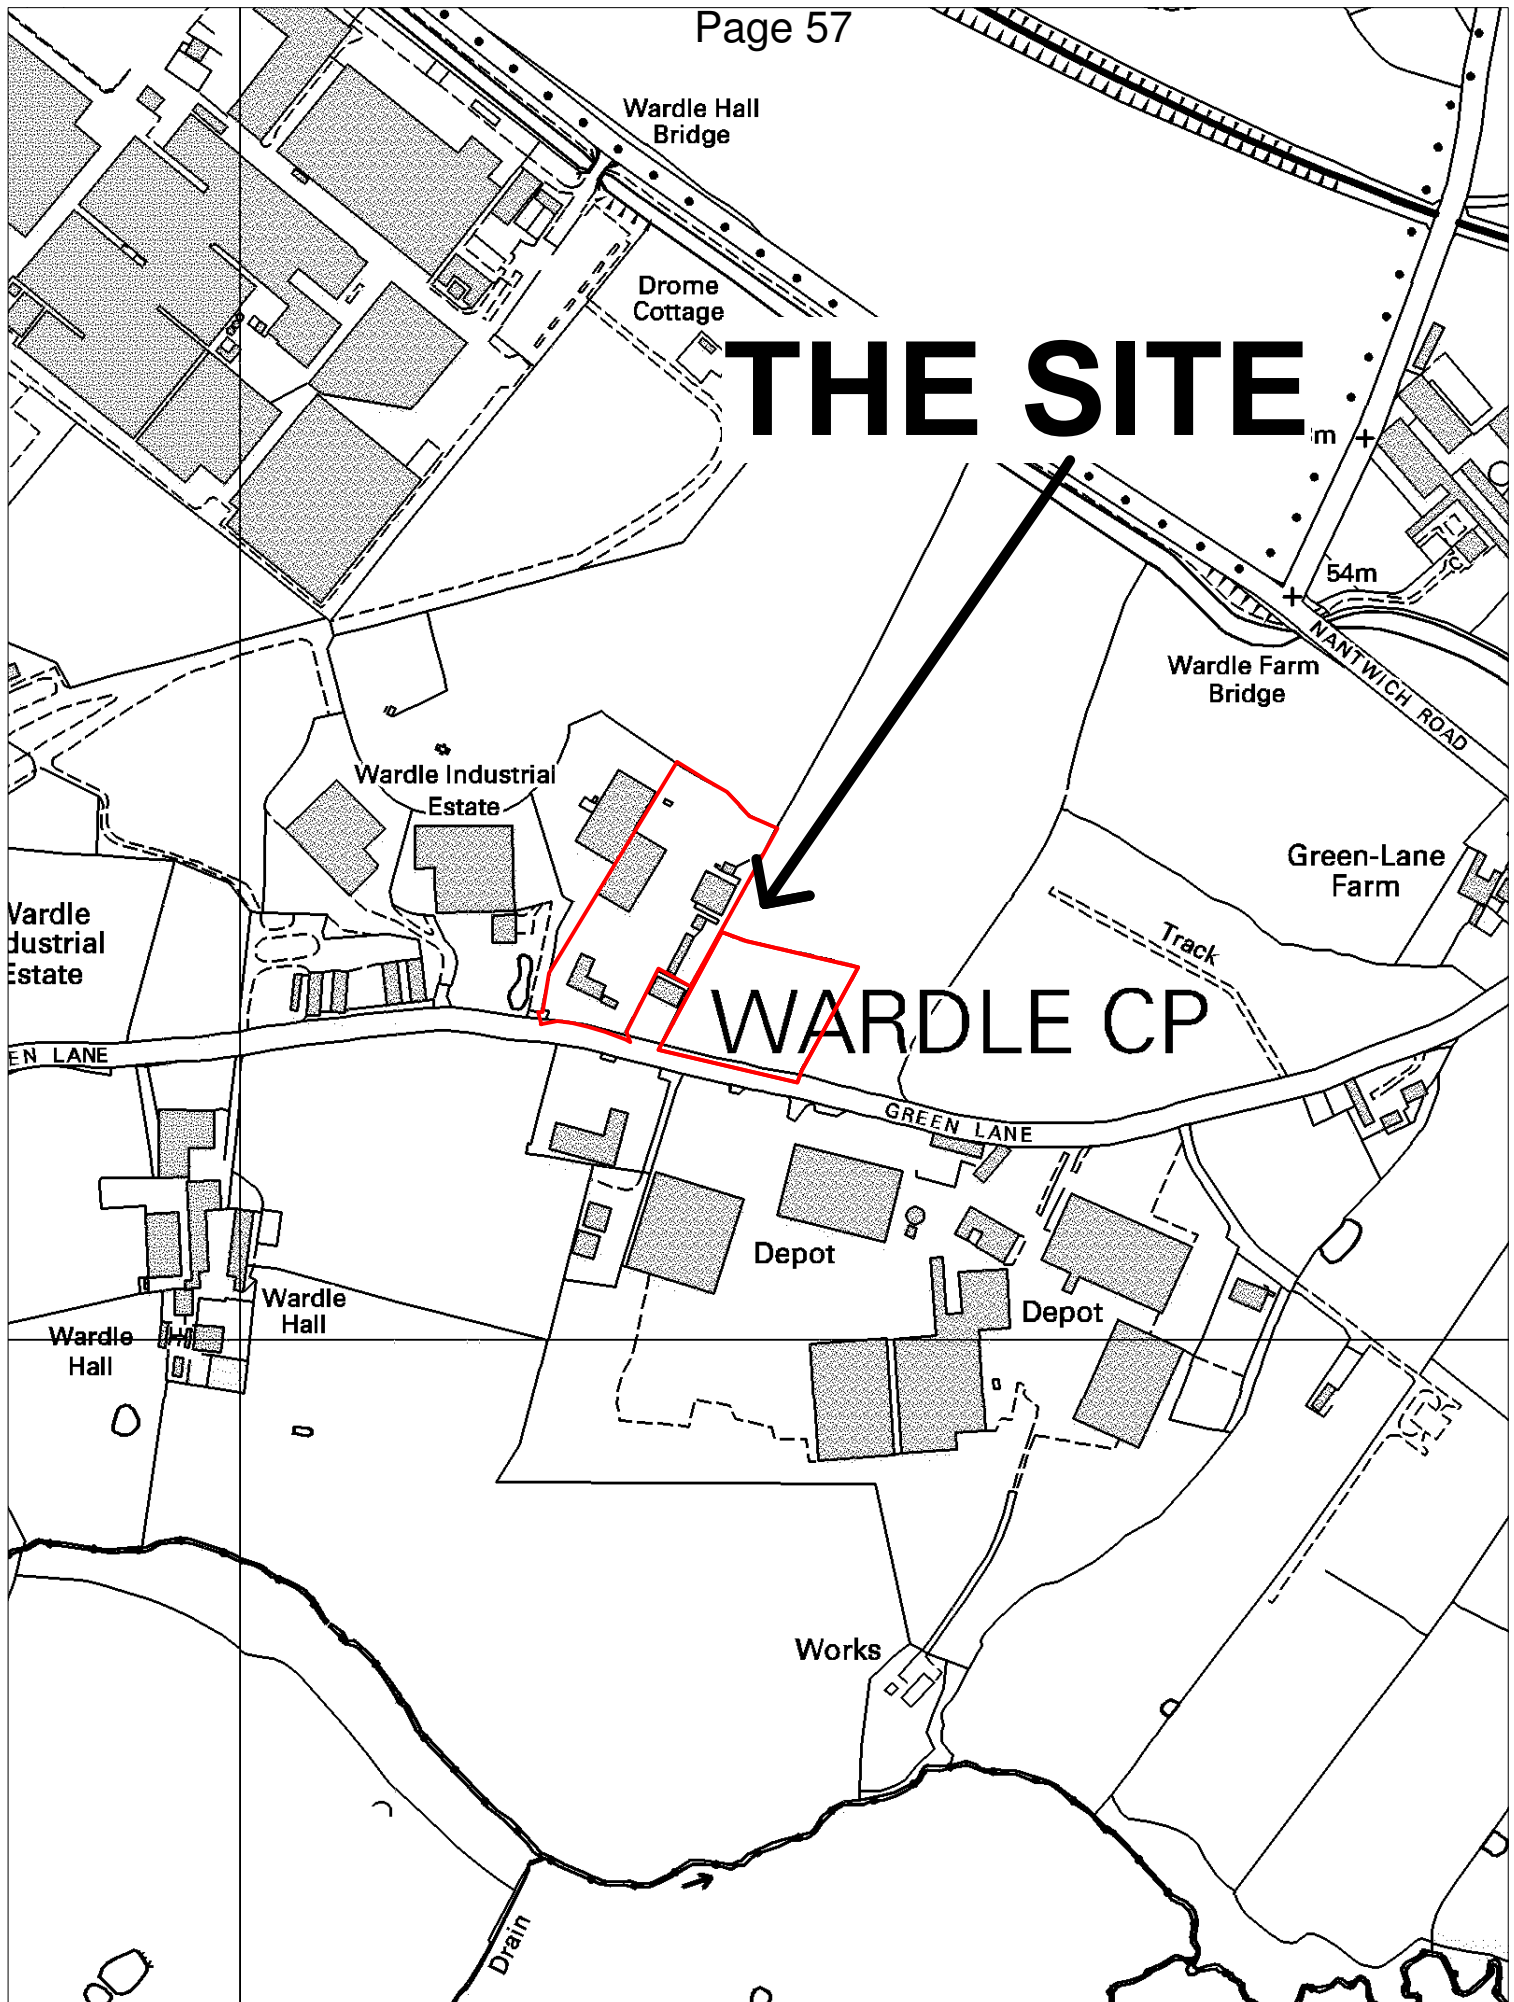 Page 57
Wardle Hall
Bridge
Drome
Cottage
THE SITE
m
54m
NANTWICH ROAD
Wardle Farm
Bridge
Wardle Industrial
Estate
Green-Lane
Farm
Wardle
dustrial
Estate
Track
WARDLE CP
EN LANE
GREEN LANE
Depot
Wardle
Hall
Depot
Wardle
Hall
Works
Drain